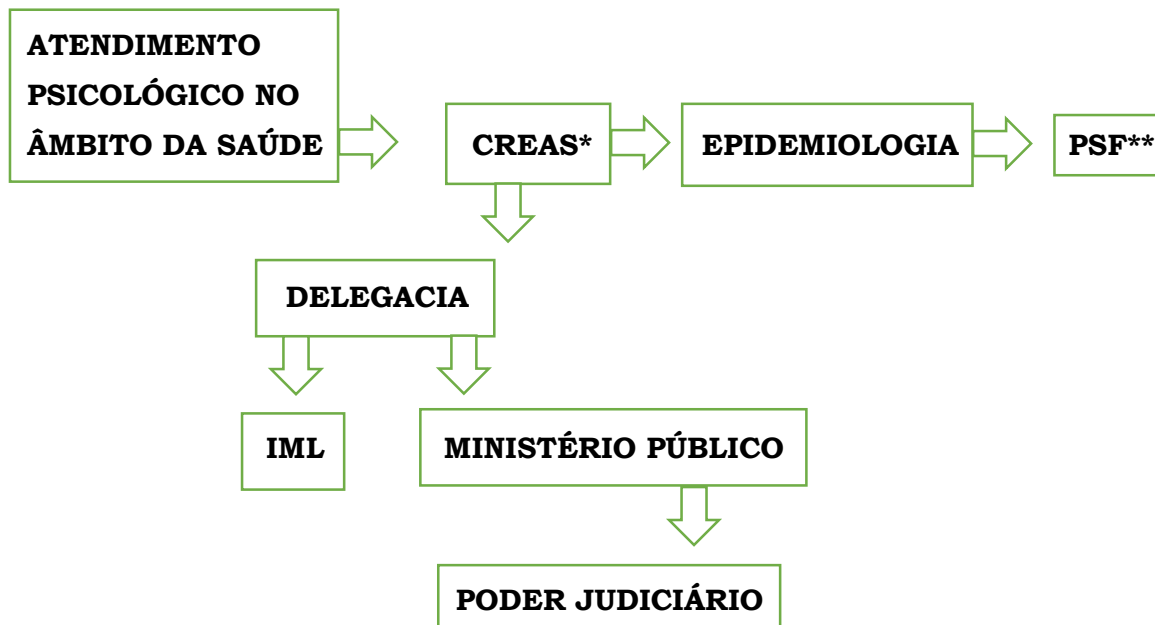 ATENDIMENTO
PSICOLÓGICO NO
ÂMBITO DA SAÚDE
CREAS*
EPIDEMIOLOGIA
PSF**
DELEGACIA
IML
MINISTÉRIO PÚBLICO
PODER JUDICIÁRIO